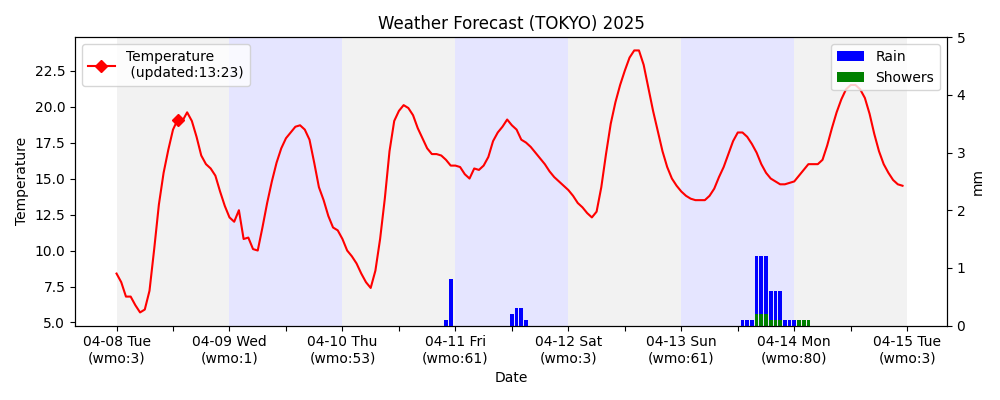 Weather Forecast (TOKYO) 2025
Temperature
(updated:13:23)
Rain
Showers
Temperature
22.5
20.0
17.5
15.0
12.5
10.0
7.5
5.0
5
4
3
2
1
0
mm
04-08 Tue
(wmo:3)
04-09 Wed
(wmo:1)
04-10 Thu
(wmo:53)
04-11 Fri
(wmo:61)
04-12 Sat
(wmo:3)
04-13 Sun
(wmo:61)
04-14 Mon
(wmo:80)
04-15 Tue
(wmo:3)
Date